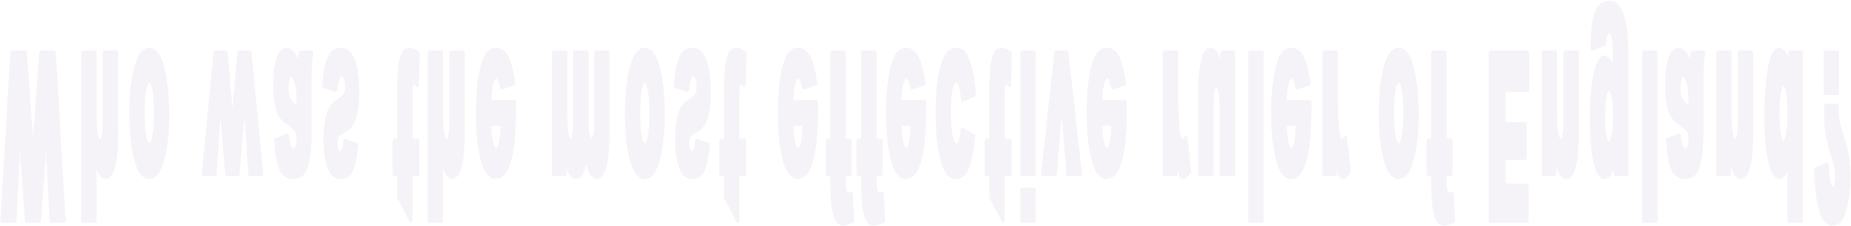 Who was the most effective ruler of England?